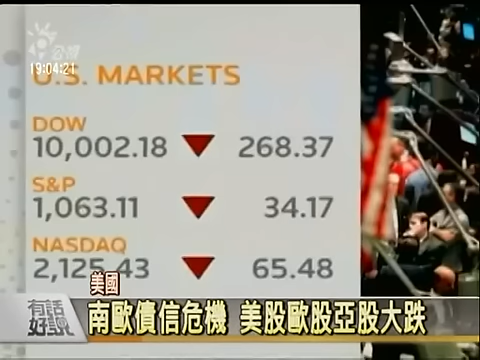 公視
19:04:21
U.S. MARKETS
DOW
10,002.18 ▼ 268.37
S&P
1,063.11 ▼ 34.17
NASDAQ
2,125.43 ▼ 65.48
美國
有話好說
南歐債信危機 美股歐股亞股大跌